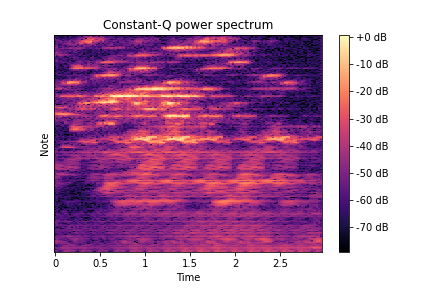 Constant-Q power spectrum
+0 dB
-10 dB
-20 dB
-30 dB
-40 dB
-50 dB
-60 dB
-70 dB
Note
0
0.5
1
1.5
2
2.5
Time